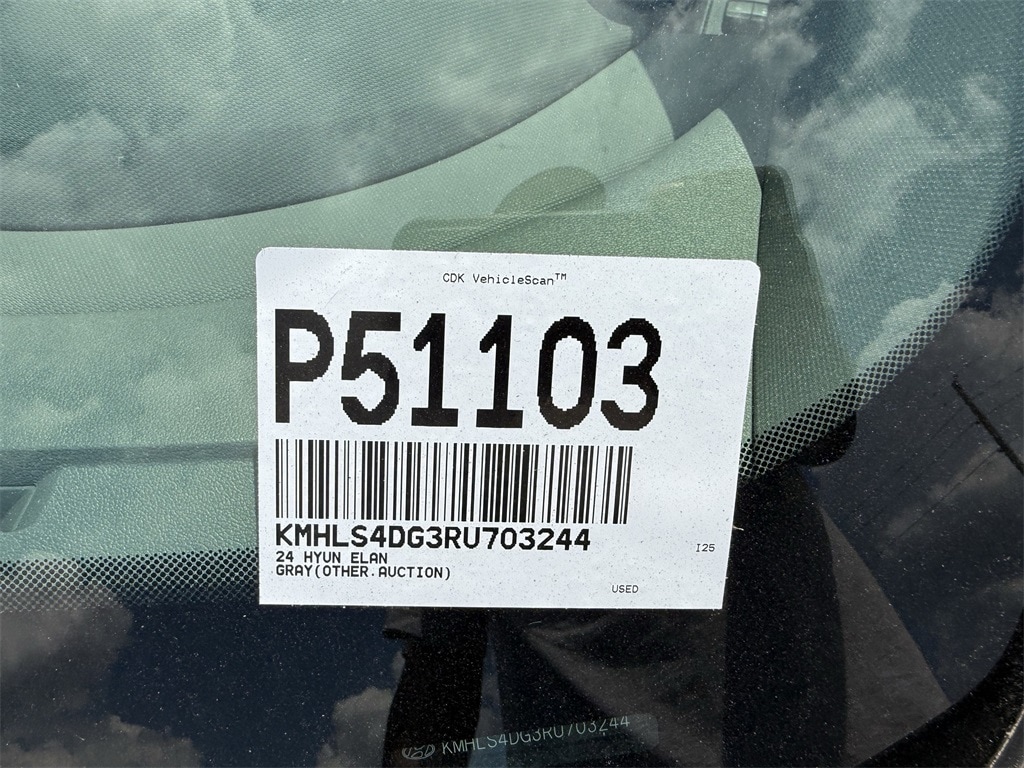 CDK VehicleScan™
P51103
KMHLS4DG3RU703244
24 HYUN ELAN
I25
GRAY(OTHER.AUCTION)
USED
KMHLS4DG3RU703244